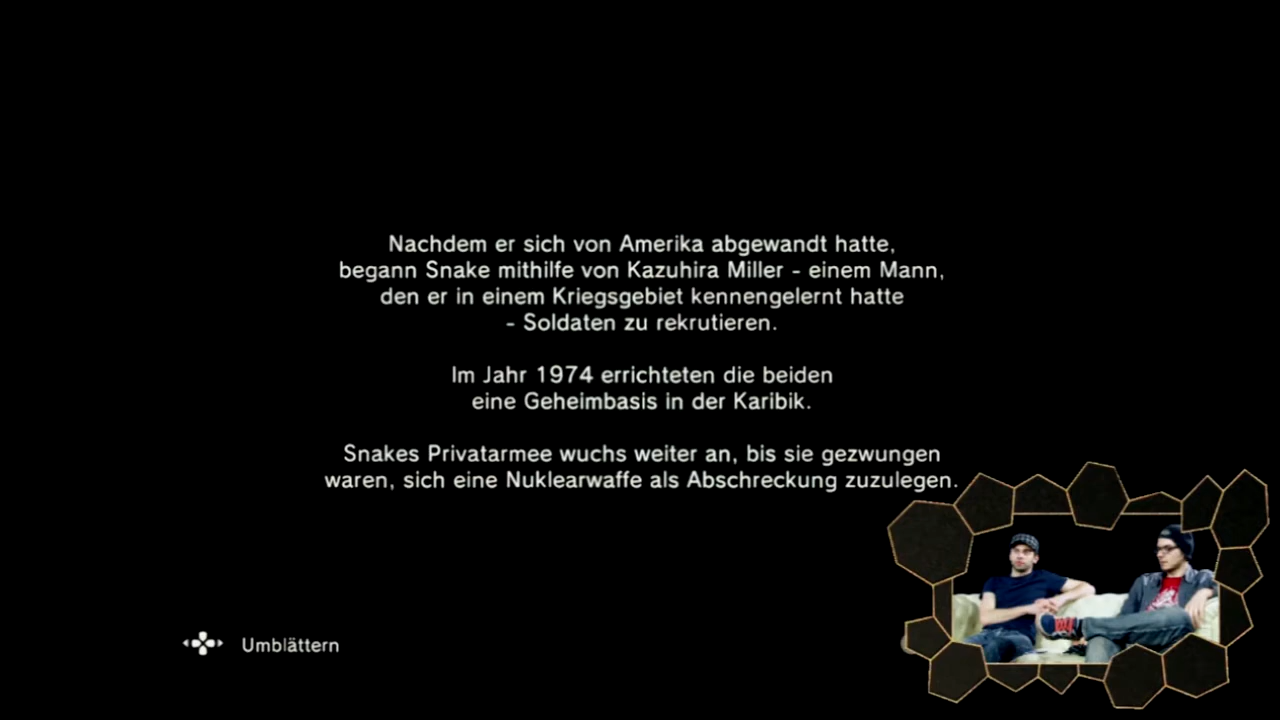 Nachdem er sich von Amerika abgewandt hatte,
begann Snake mithilfe von Kazuhira Miller - einem Mann,
den er in einem Kriegsgebiet kennengelernt hatte
- Soldaten zu rekrutieren.
Im Jahr 1974 errichteten die beiden
eine Geheimbasis in der Karibik.
Snakes Privatarmee wuchs weiter an, bis sie gezwungen
waren, sich eine Nuklearwaffe als Abschreckung zuzulegen.
Umblättern